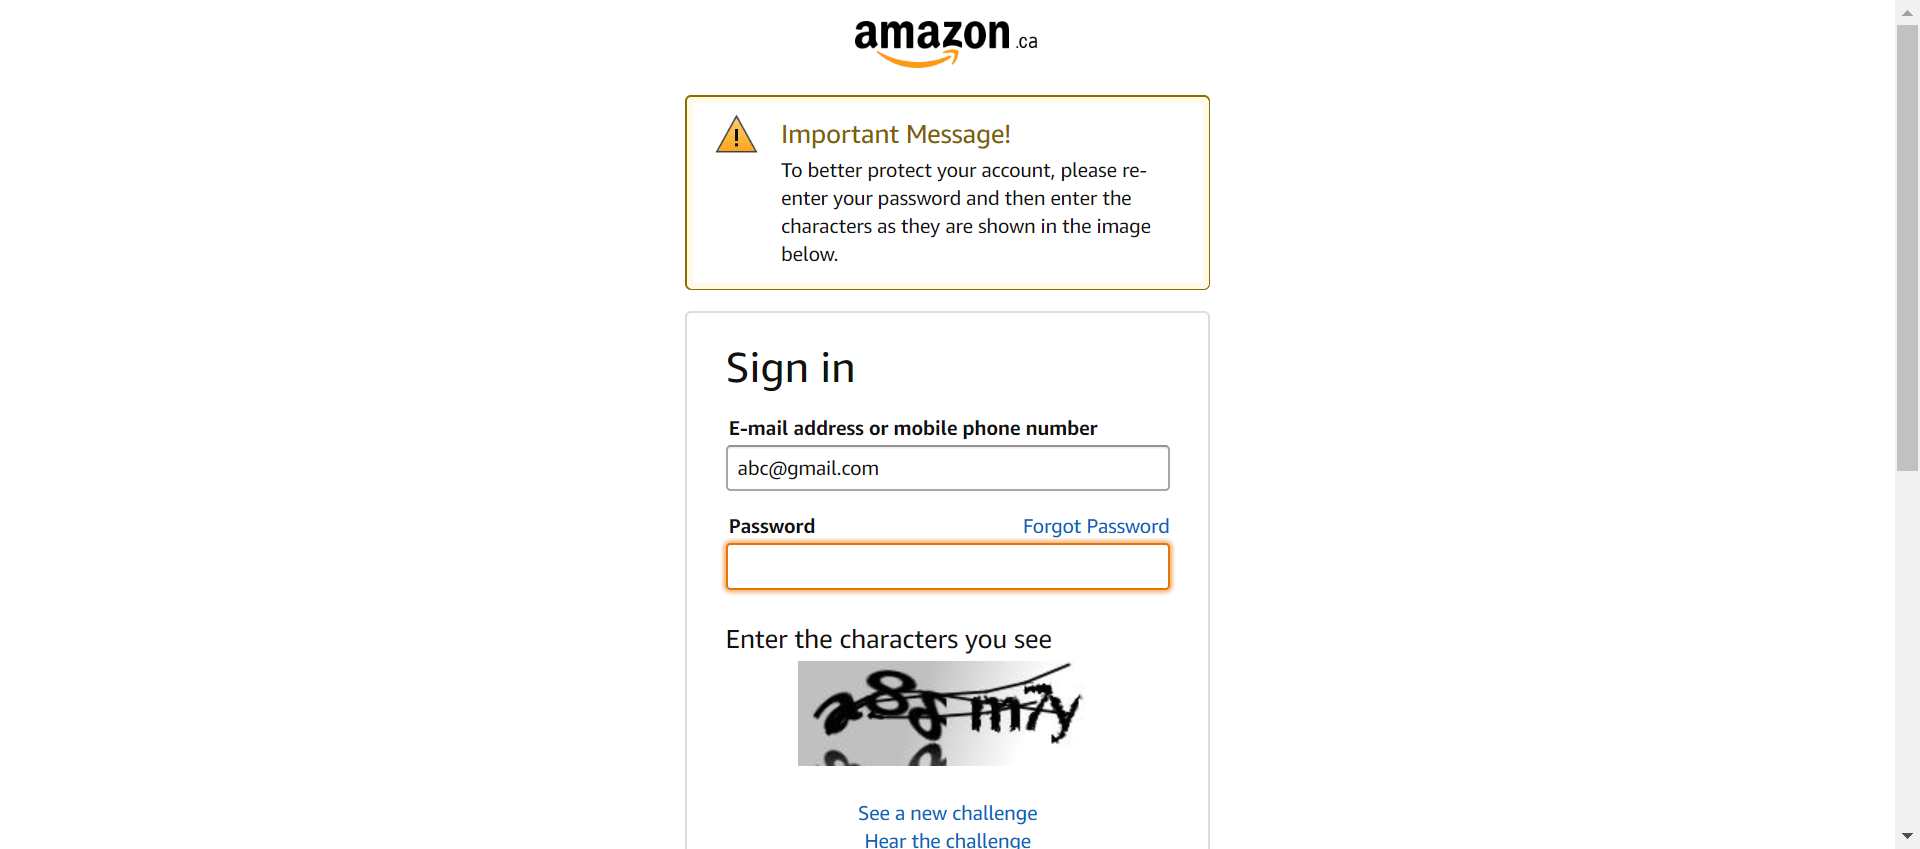 amazon.ca
Important Message!
To better protect your account, please re-
enter your password and then enter the
characters as they are shown in the image
below.
Sign in
E-mail address or mobile phone number
abc@gmail.com
Password Forgot Password
Enter the characters you see
See a new challenge
Hear the challenge